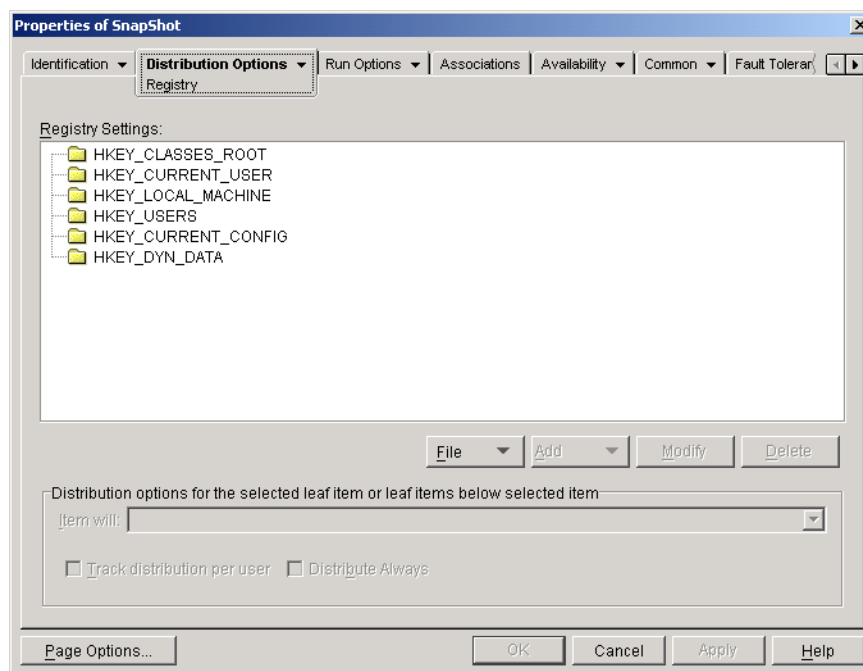 Properties of SnapShot
Identification Distribution Options Run Options Associations Availability Common Fault Toleran
Registry
Registry Settings:
HKEY_CLASSES_ROOT
HKEY_CURRENT_USER
HKEY_LOCAL_MACHINE
HKEY_USERS
HKEY_CURRENT_CONFIG
HKEY_DYN_DATA
File Add Modify Delete
Distribution options for the selected leaf item or leaf items below selected item
Item will:
Track distribution per user Distribute Always
Page Options... OK Cancel Apply Help